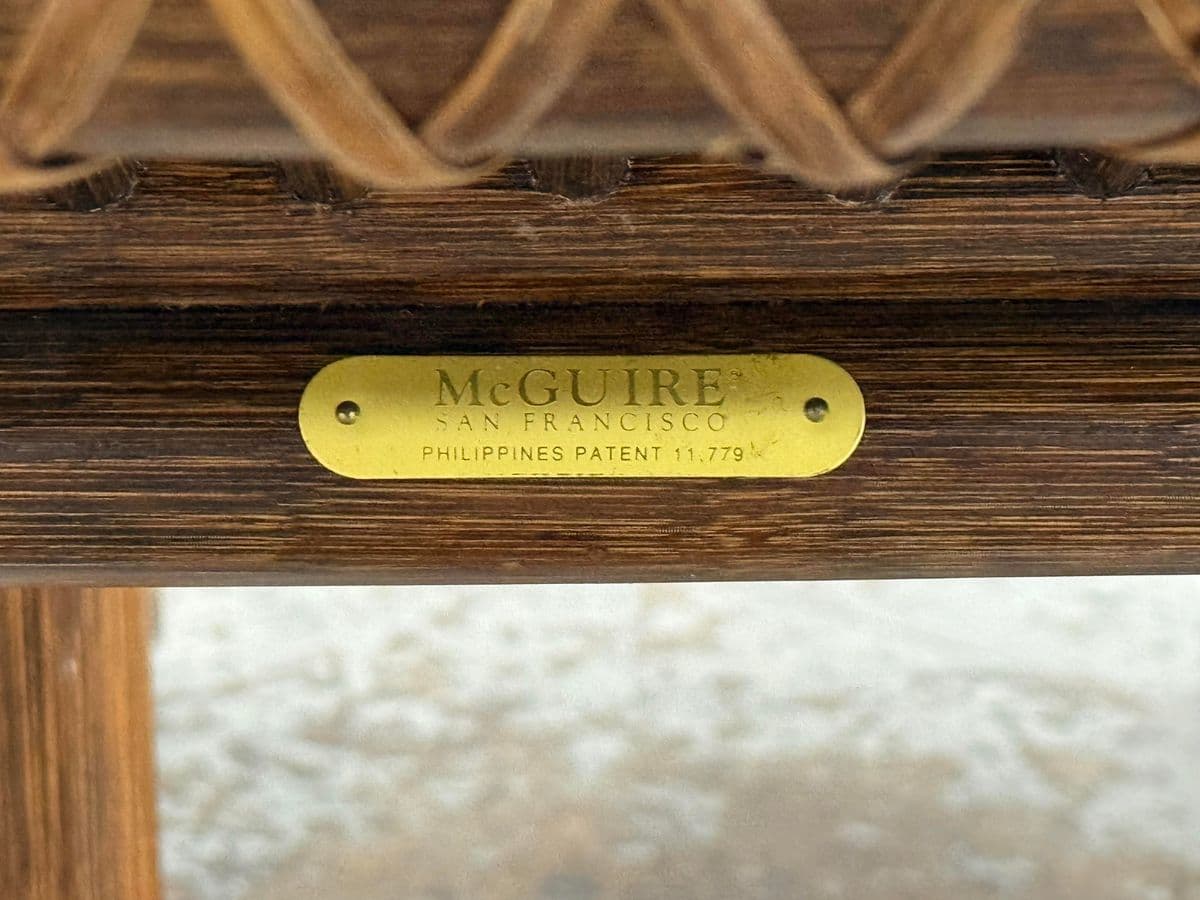 McGUIRE®
SAN FRANCISCO
PHILIPPINES PATENT 11,779